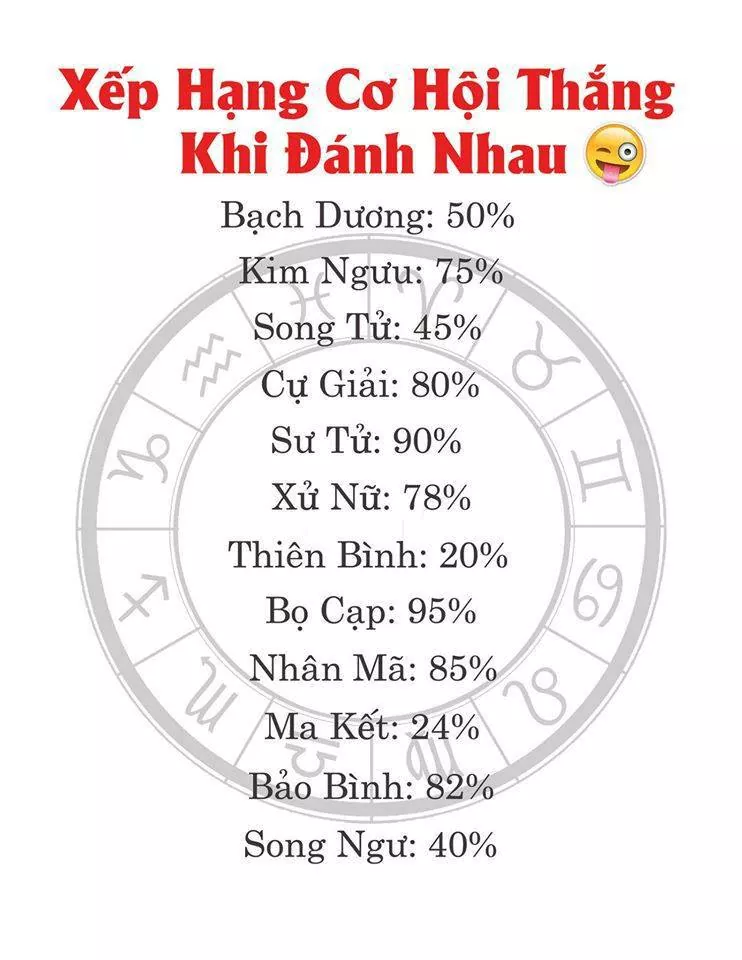 Xếp Hạng Cơ Hội Thắng
Khi Đánh Nhau
Bạch Dương: 50%
Kim Ngưu: 75%
Song Tử: 45%
Cự Giải: 80%
Sư Tử: 90%
Xử Nữ: 78%
Thiên Bình: 20%
Bọ Cạp: 95%
Nhân Mã: 85%
Ma Kết: 24%
Bảo Bình: 82%
Song Ngư: 40%